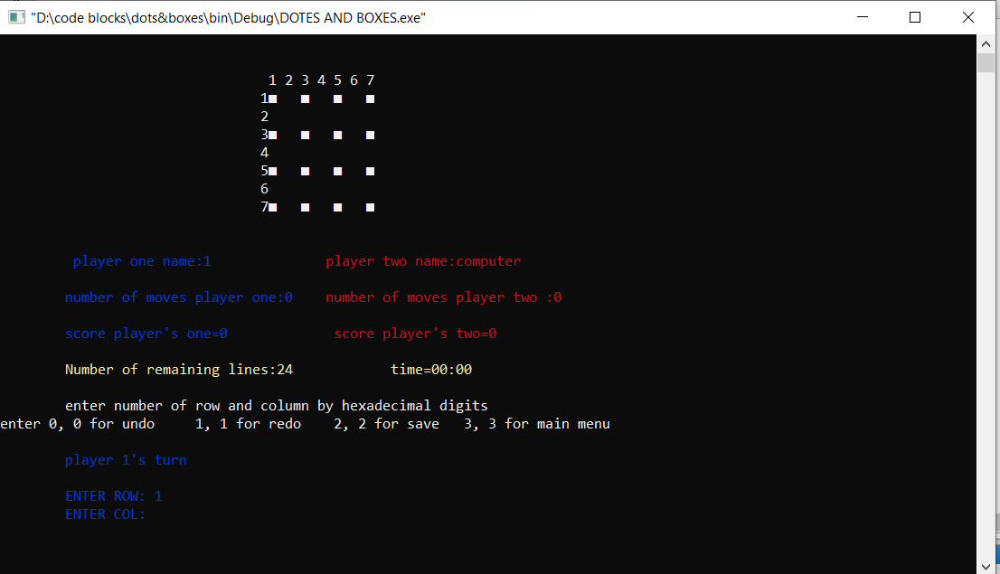 "D:\code blocks\dots&boxes\bin\Debug\DOTES AND BOXES.exe"
1 2 3 4 5 6 7
1■ ■ ■ ■
2
3■ ■ ■ ■
4
5■ ■ ■ ■
6
7■ ■ ■ ■
player one name:1 player two name:computer
number of moves player one:0 number of moves player two :0
score player's one=0 score player's two=0
Number of remaining lines:24 time=00:00
enter number of row and column by hexadecimal digits
enter 0, 0 for undo 1, 1 for redo 2, 2 for save 3, 3 for main menu
player 1's turn
ENTER ROW: 1
ENTER COL: